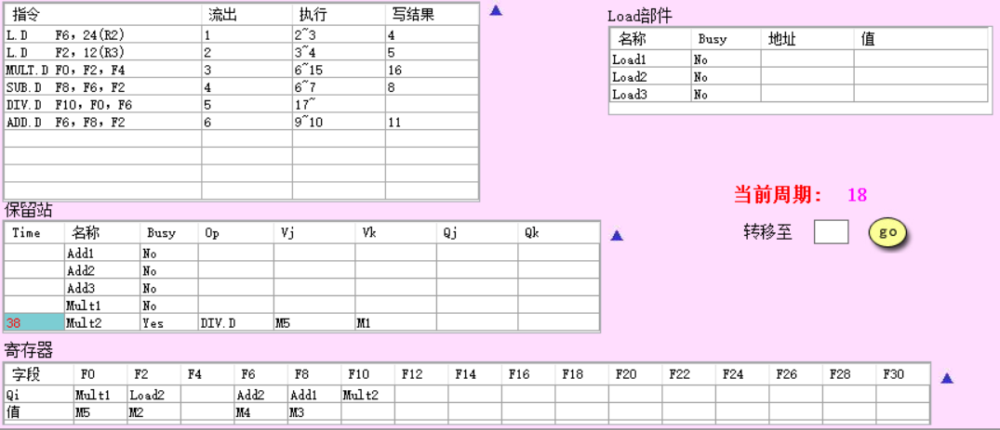 指令 流出 执行 写结果
L.D F6, 24(R2) 1 2~3 4
L.D F2, 12(R3) 2 3~4 5
MULT.D F0, F2, F4 3 6~15 16
SUB.D F8, F6, F2 4 6~7 8
DIV.D F10, F0, F6 5 17~
ADD.D F6, F8, F2 6 9~10 11
Load部件
名称 Busy 地址 值
Load1 No
Load2 No
Load3 No
当前周期: 18
转移至 go
保留站
Time 名称 Busy Op Vj Vk Qj Qk
Add1 No
Add2 No
Add3 No
Mult1 No
38 Mult2 Yes DIV.D M5 M1
寄存器
字段 F0 F2 F4 F6 F8 F10 F12 F14 F16 F18 F20 F22 F24 F26 F28 F30
Qi Mult1 Load2 Add2 Add1 Mult2
值 M5 M2 M4 M3